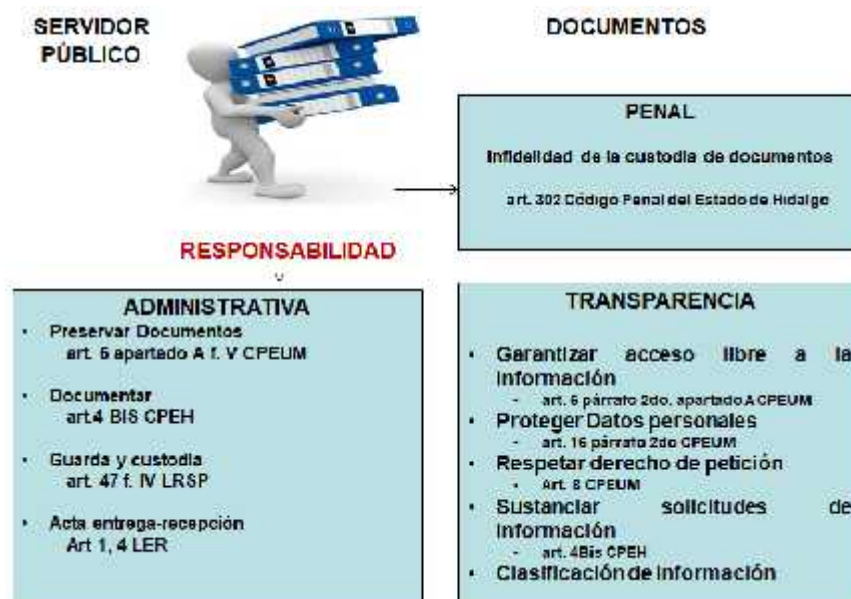 SERVIDOR
PÚBLICO
DOCUMENTOS
PENAL
Infidelidad de la custodia de documentos
art. 302 Código Penal del Estado de Hidalgo
RESPONSABILIDAD
ADMINISTRATIVA
• Preservar Documentos
art. 6 apartado A f. V CPEUM
• Documentar
art.4 BIS CPEH
• Guarda y custodia
art. 47 f. IV LRSP
• Acta entrega-recepción
Art 1, 4 LER
TRANSPARENCIA
• Garantizar acceso libre a la
Información
- art. 6 párrafo 2do. apartado A CPEUM
• Proteger Datos personales
- art. 16 párrafo 2do CPEUM
• Respetar derecho de petición
- Art. 8 CPEUM
• Sustanciar solicitudes de
Información
- art. 4Bis CPEH
• Clasificación de Información